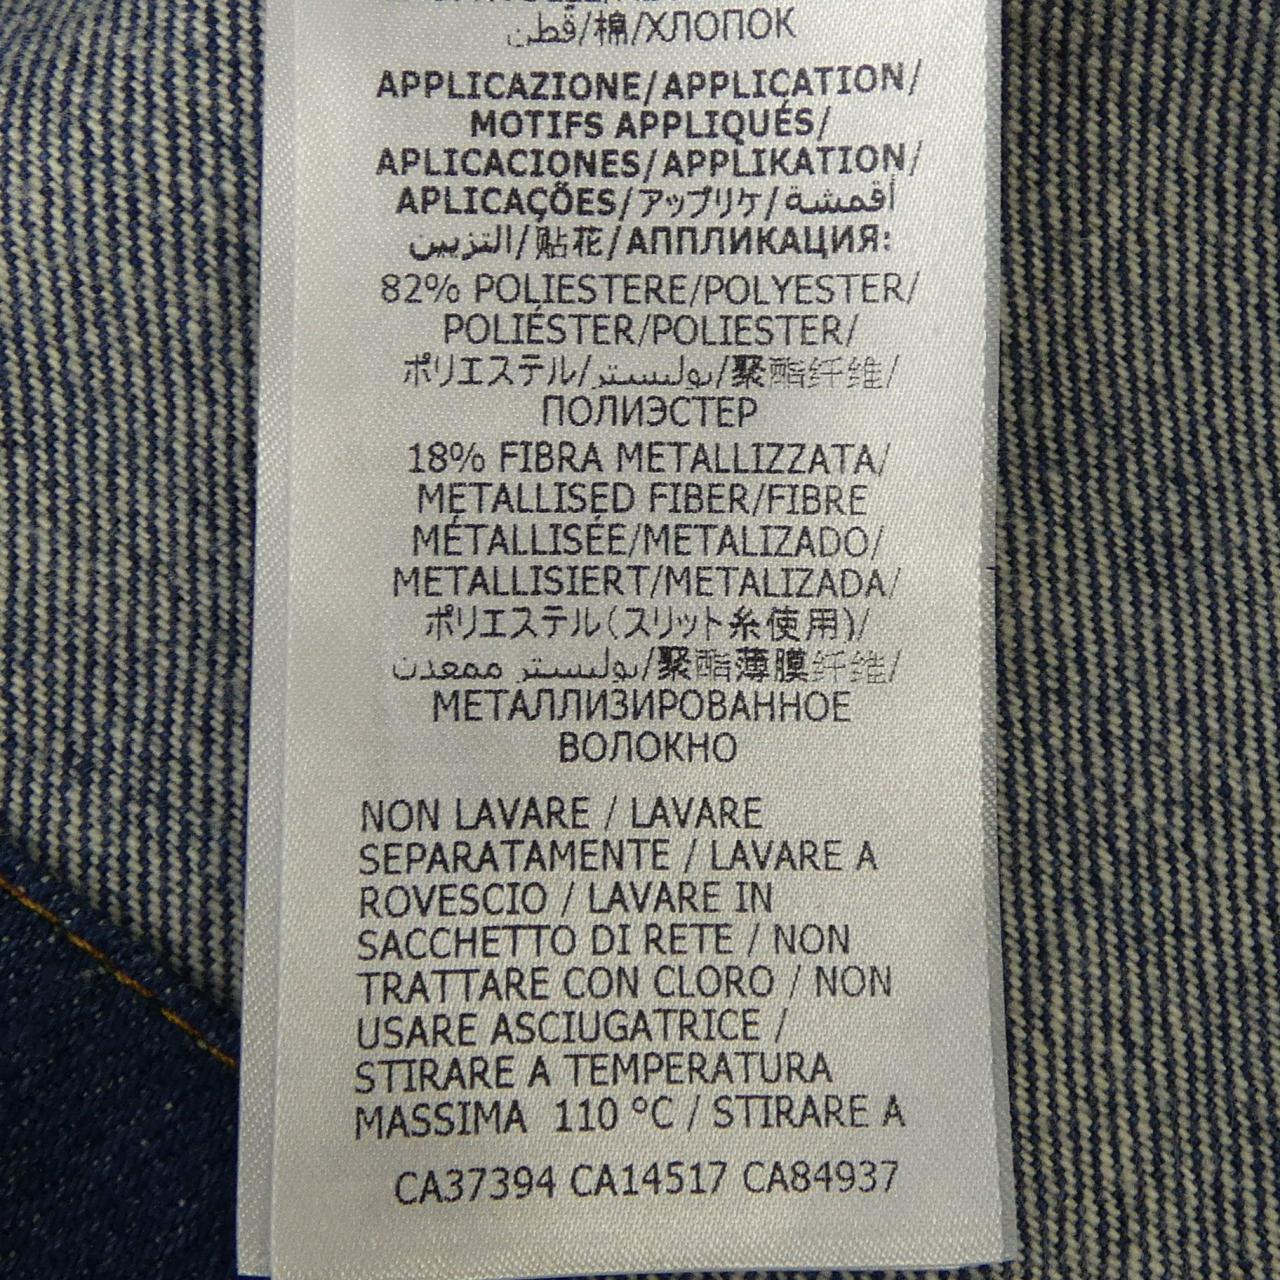 قطن/棉/ХЛОПОК
APPLICAZIONE/APPLICATION/
MOTIFS APPLIQUÉS/
APLICACIONES/APPLIKATION/
APLICAÇÕES/アップリケ/أقمشة
التزيين/贴花/АППЛИКАЦИЯ:
82% POLIESTERE/POLYESTER/
POLIÉSTER/POLIESTER/
ポリエステル/بوليستر/聚酯纤维/
ПОЛИЭСТЕР
18% FIBRA METALLIZZATA/
METALLISED FIBER/FIBRE
MÉTALLISÉE/METALIZADO/
METALLISIERT/METALIZADA/
ポリエステル(スリット糸使用)/
بوليستر ممعدن/聚酯薄膜纤维/
МЕТАЛЛИЗИРОВАННОЕ
ВОЛОКНО
NON LAVARE / LAVARE
SEPARATAMENTE / LAVARE A
ROVESCIO / LAVARE IN
SACCHETTO DI RETE / NON
TRATTARE CON CLORO / NON
USARE ASCIUGATRICE /
STIRARE A TEMPERATURA
MASSIMA 110 °C / STIRARE A
CA37394 CA14517 CA84937